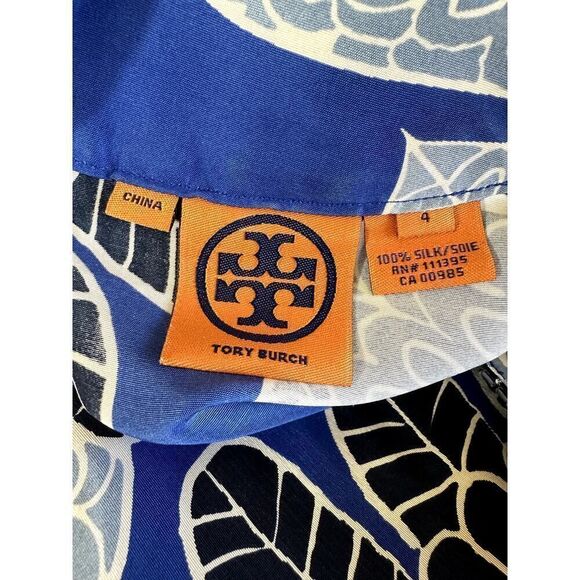 CHINA
TORY BURCH
4
100% SILK/SOIE
RN# 111395
CA 00985